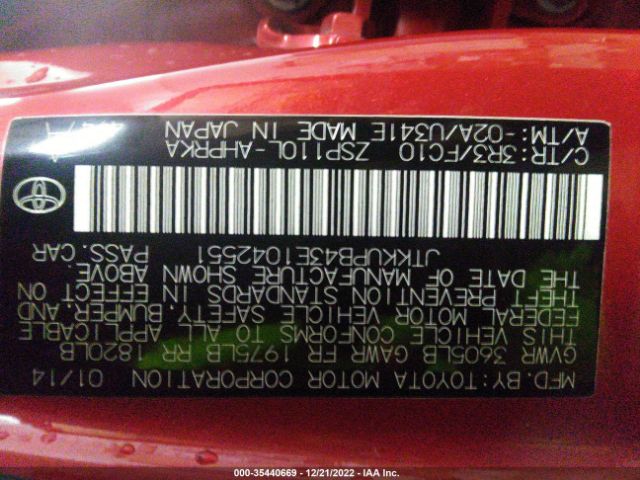 MFD. BY: TOYOTA MOTOR CORPORATION 01/14
GVWR 3605LB GAWR FR 1975LB RR 1820LB
THIS VEHICLE CONFORMS TO ALL APPLICABLE
FEDERAL MOTOR VEHICLE SAFETY, BUMPER, AND
THEFT PREVENTION STANDARDS IN EFFECT ON
THE DATE OF MANUFACTURE SHOWN ABOVE.
JTKKUPB43E1042551 PASS. CAR
C/TR: 3R3/FC10 ZSP110L-AHPRKA
A/TM: -02A/U341E MADE IN JAPAN
000-35440669 - 12/21/2022 - IAA Inc.